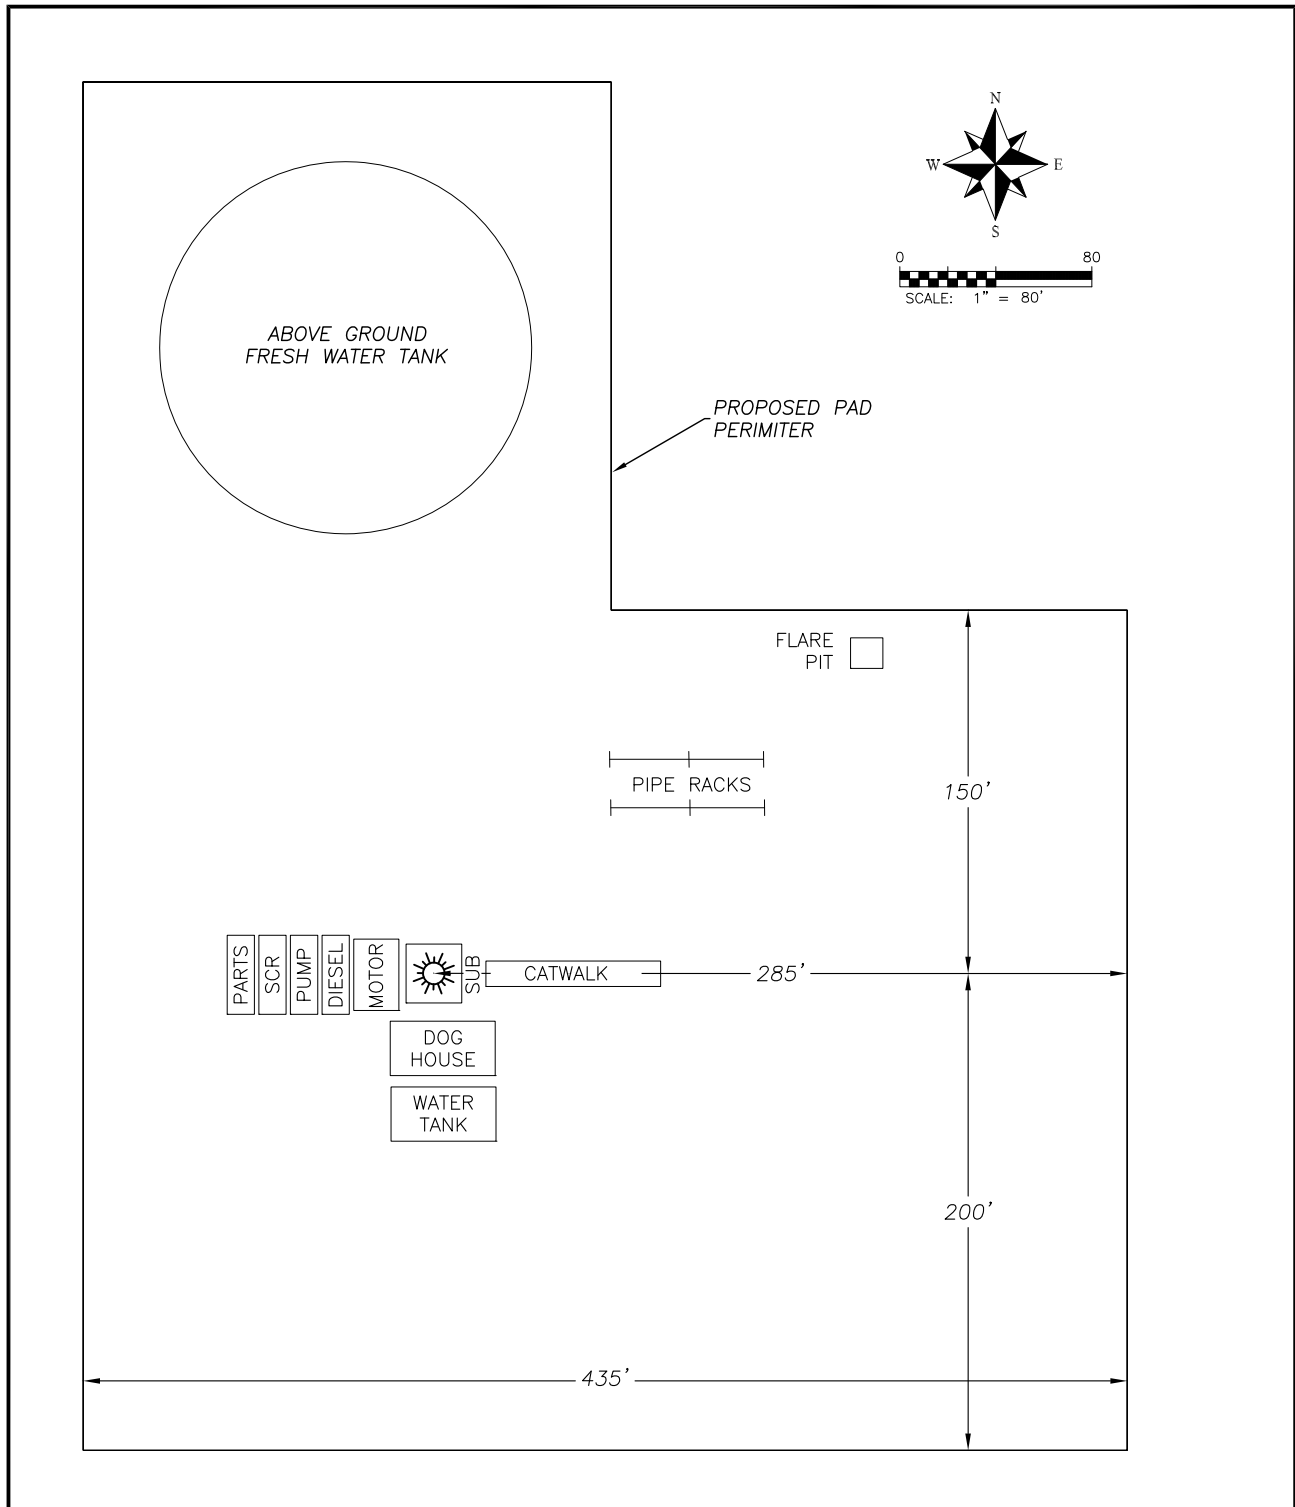 N
W E
S
0 80
SCALE: 1" = 80'
ABOVE GROUND
FRESH WATER TANK
PROPOSED PAD
PERIMITER
FLARE
PIT
PIPE RACKS
150'
PARTS
SCR
PUMP
DIESEL
MOTOR
SUB
CATWALK
285'
DOG
HOUSE
WATER
TANK
200'
435'